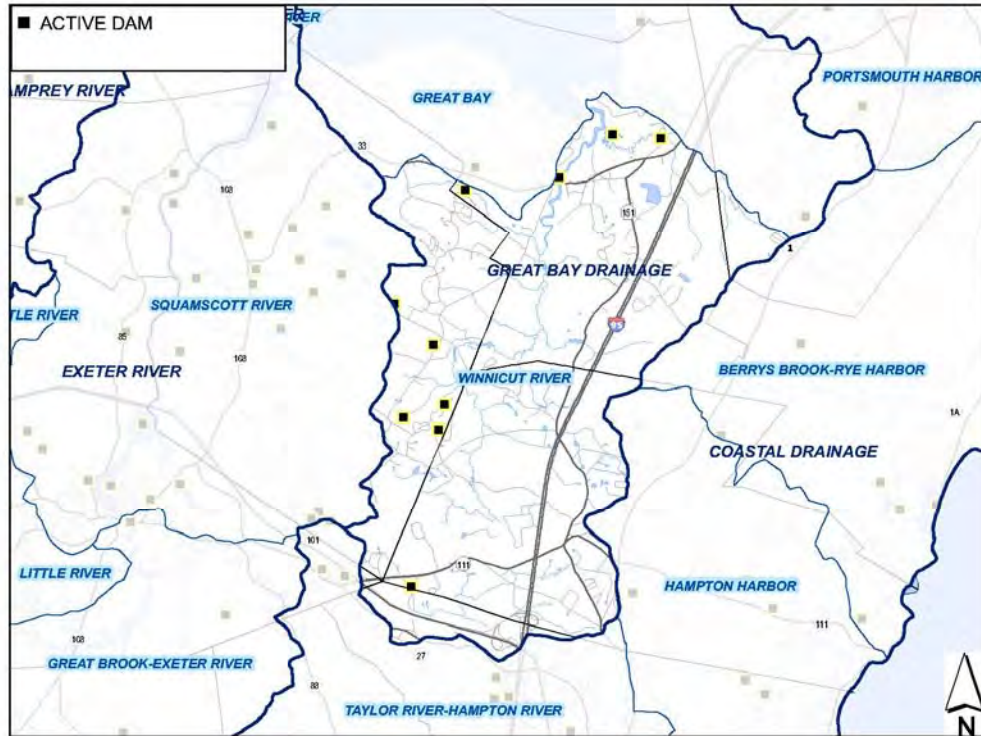 ACTIVE DAM
GREAT BAY
PORTSMOUTH HARBOR
AMPREY RIVER
33
108
151
1
GREAT BAY DRAINAGE
SQUAMSCOTT RIVER
TLE RIVER
85
95
108
EXETER RIVER
WINNICUT RIVER
BERRYS BROOK-RYE HARBOR
1A
COASTAL DRAINAGE
101
111
LITTLE RIVER
HAMPTON HARBOR
111
108
27
GREAT BROOK-EXETER RIVER
88
TAYLOR RIVER-HAMPTON RIVER
N